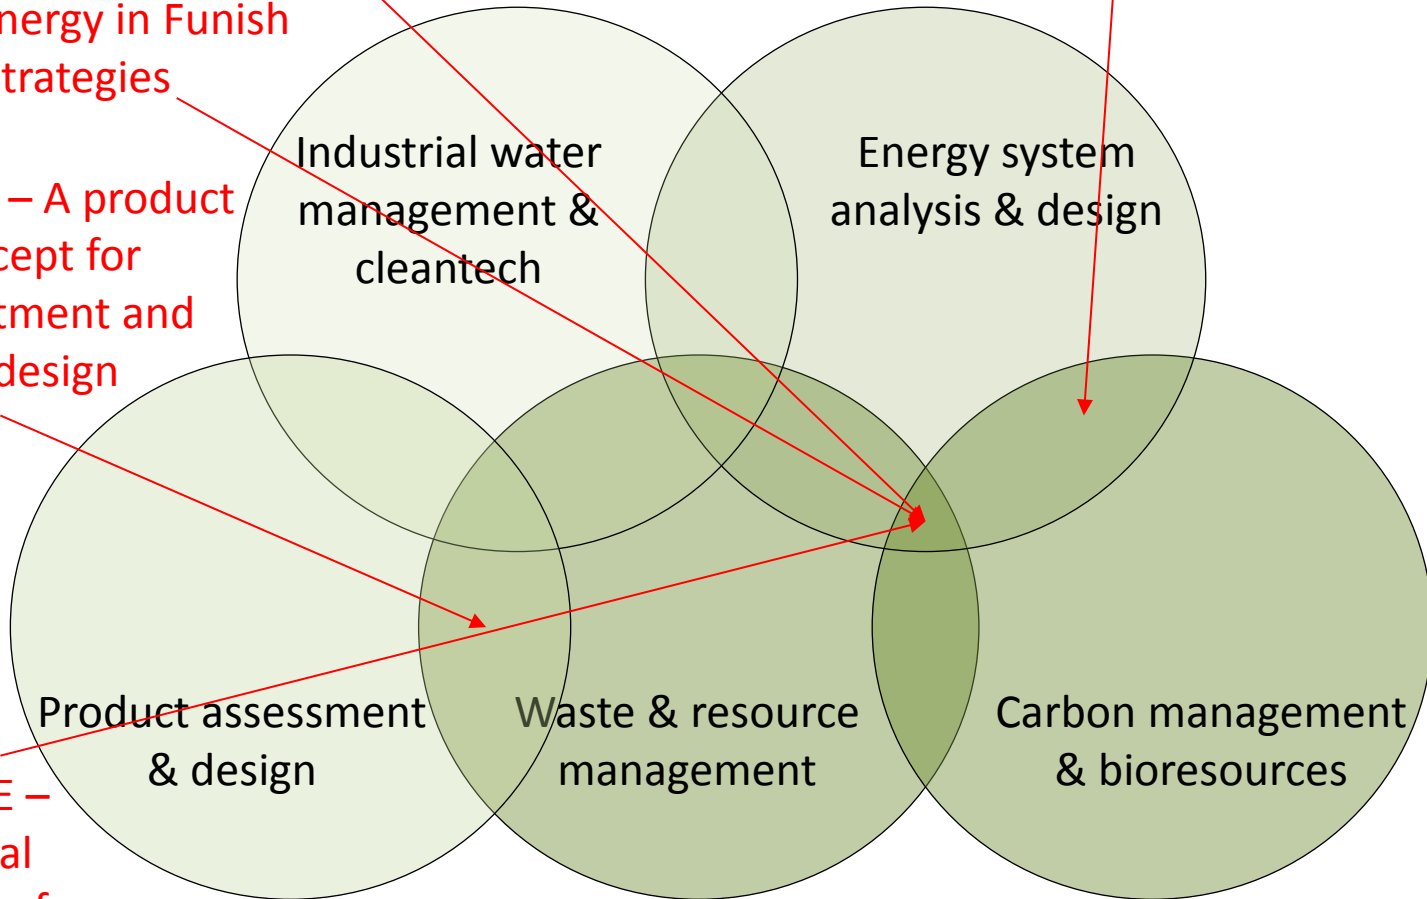 nergy in Funish
trategies
– A product
cept for
tment and
design
Industrial water
management &
cleantech
Energy system
analysis & design
Product assessment
& design
Waste & resource
management
Carbon management
& bioresources
E –
al